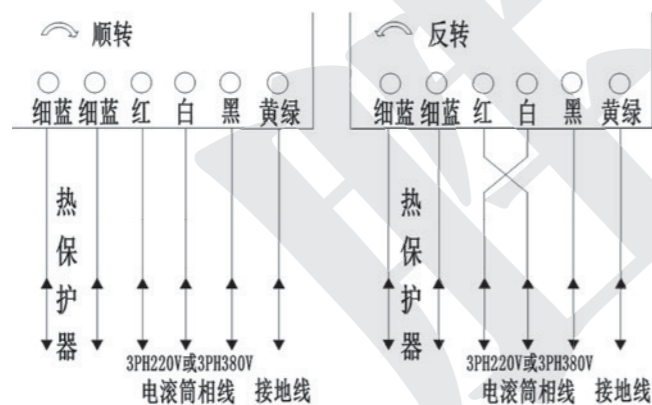 顺转
细蓝 细蓝 红 白 黑 黄绿
热保护器
3PH220V或3PH380V
电滚筒相线 接地线
反转
细蓝 细蓝 红 白 黑 黄绿
热保护器
3PH220V或3PH380V
电滚筒相线 接地线